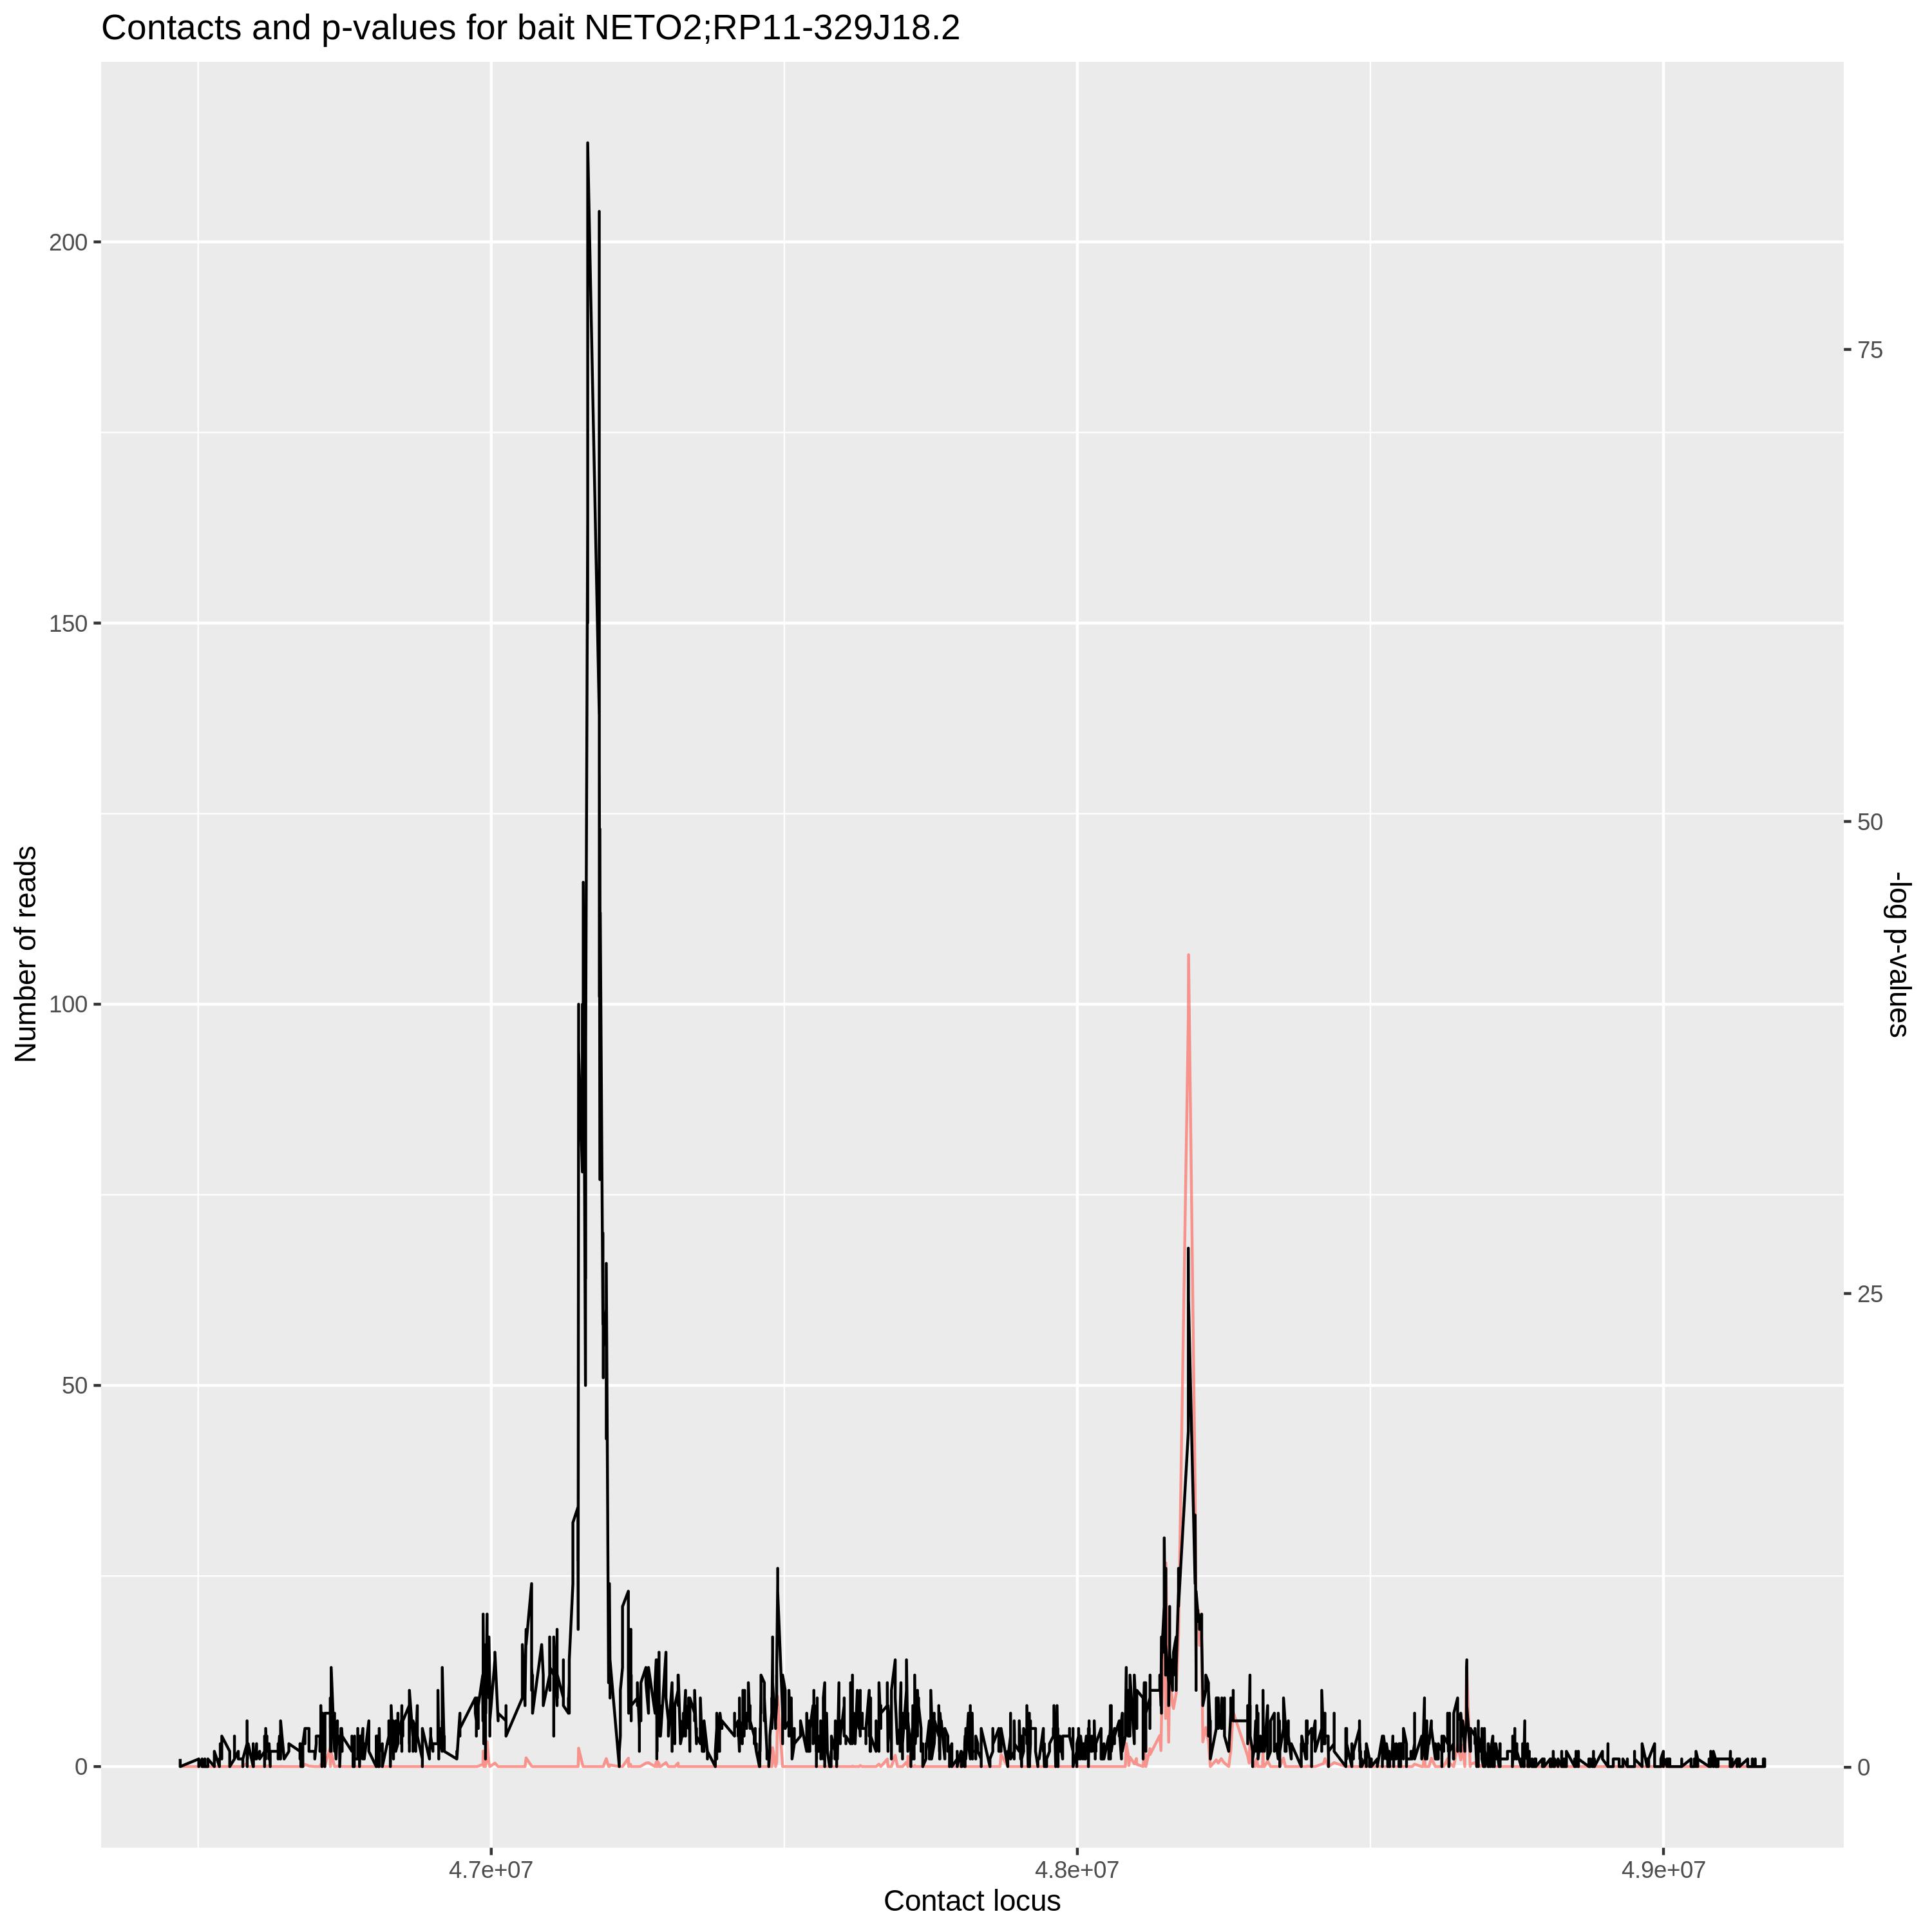 Contacts and p-values for bait NETO2;RP11-329J18.2
Number of reads
200
150
100
50
0
75
50
25
0
-log p-values
4.7e+07
4.8e+07
4.9e+07
Contact locus